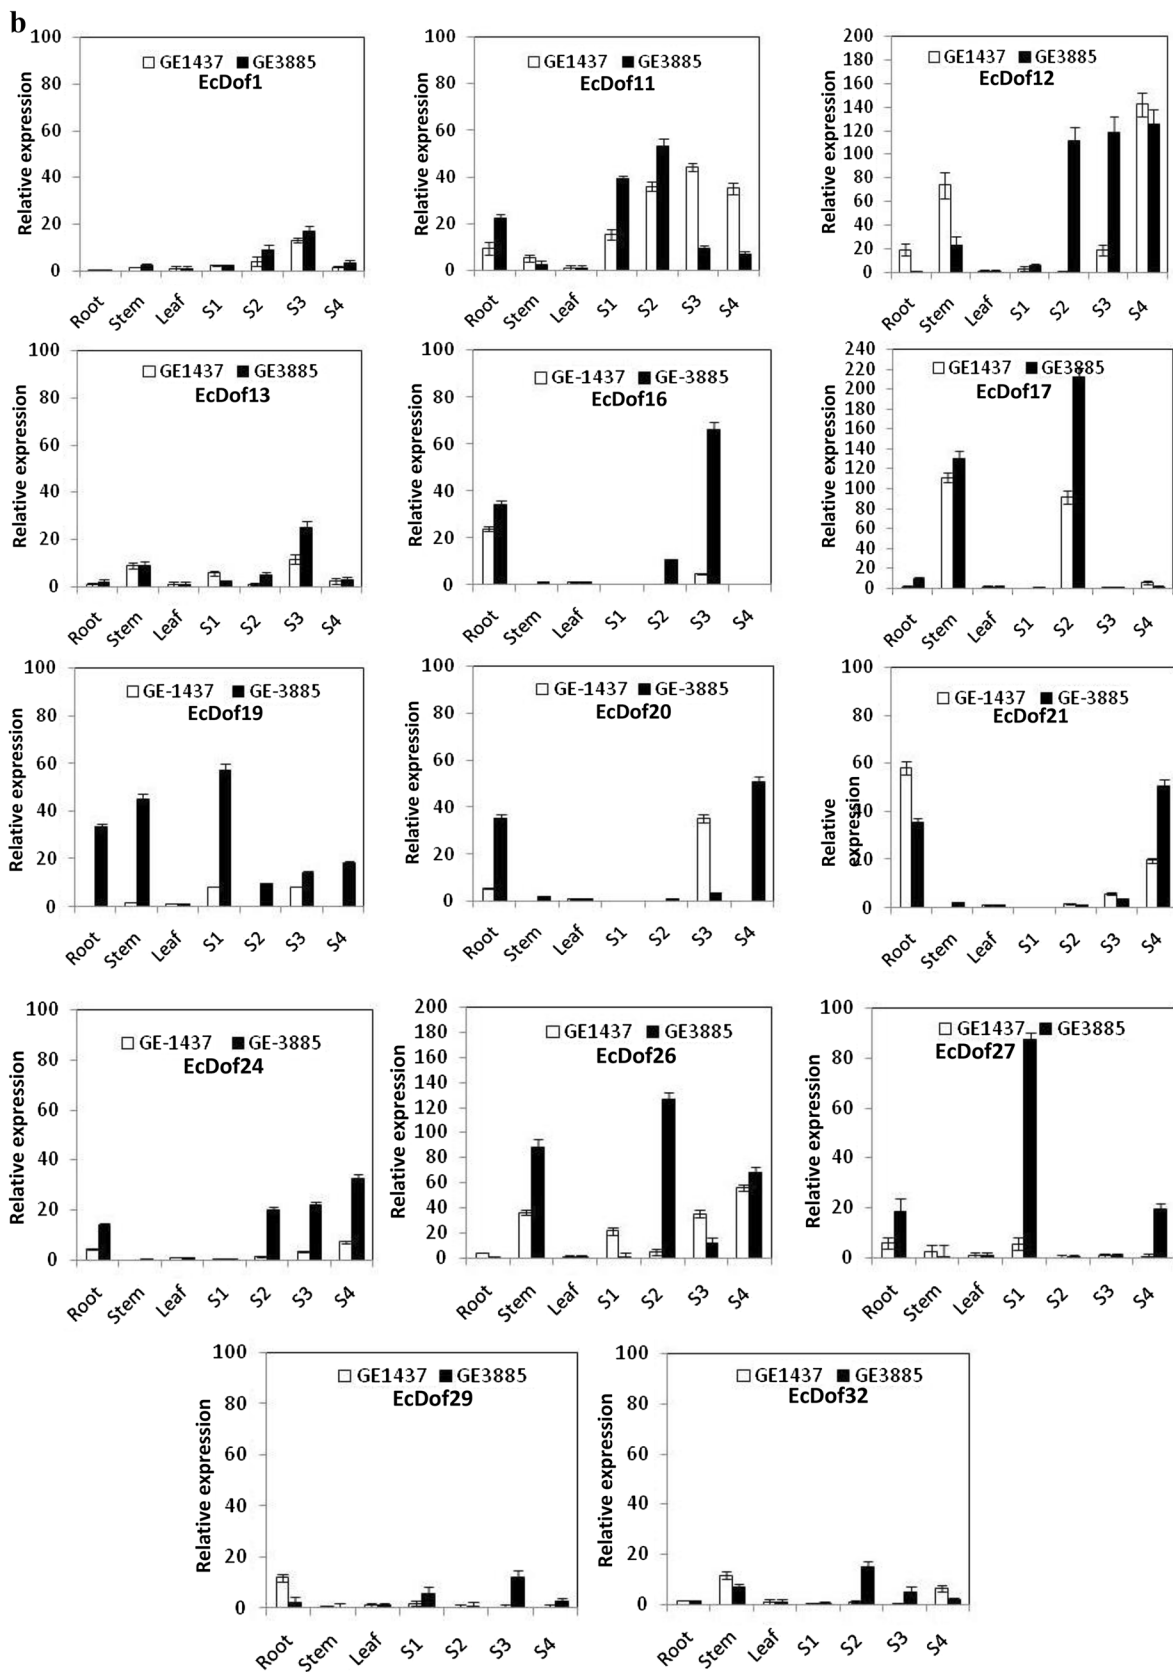 b
100 80 60 40 20 0
Relative expression
GE1437 GE3885
EcDof1
Root Stem Leaf S1 S2 S3 S4
100 80 60 40 20 0
Relative expression
GE1437 GE3885
EcDof11
Root Stem Leaf S1 S2 S3 S4
200 180 160 140 120 100 80 60 40 20 0
Relative expression
GE1437 GE3885
EcDof12
Root Stem Leaf S1 S2 S3 S4
100 80 60 40 20 0
Relative expression
GE1437 GE3885
EcDof13
Root Stem Leaf S1 S2 S3 S4
100 80 60 40 20 0
Relative expression
GE-1437 GE-3885
EcDof16
Root Stem Leaf S1 S2 S3 S4
240 220 200 180 160 140 120 100 80 60 40 20 0
Relative expression
GE1437 GE3885
EcDof17
Root Stem Leaf S1 S2 S3 S4
100 80 60 40 20 0
Relative expression
GE-1437 GE-3885
EcDof19
Root Stem Leaf S1 S2 S3 S4
100 80 60 40 20 0
Relative expression
GE-1437 GE-3885
EcDof20
Root Stem Leaf S1 S2 S3 S4
100 80 60 40 20 0
Relative
expression
GE-1437 GE-3885
EcDof21
Root Stem Leaf S1 S2 S3 S4
100 80 60 40 20 0
Relative expression
GE-1437 GE-3885
EcDof24
Root Stem Leaf S1 S2 S3 S4
200 180 160 140 120 100 80 60 40 20 0
Relative expression
GE1437 GE3885
EcDof26
Root Stem Leaf S1 S2 S3 S4
100 80 60 40 20 0
Relative expression
GE1437 GE3885
EcDof27
Root Stem Leaf S1 S2 S3 S4
100 80 60 40 20 0
Relative expression
GE1437 GE3885
EcDof29
Root Stem Leaf S1 S2 S3 S4
100 80 60 40 20 0
Relative expression
GE1437 GE3885
EcDof32
Root Stem Leaf S1 S2 S3 S4